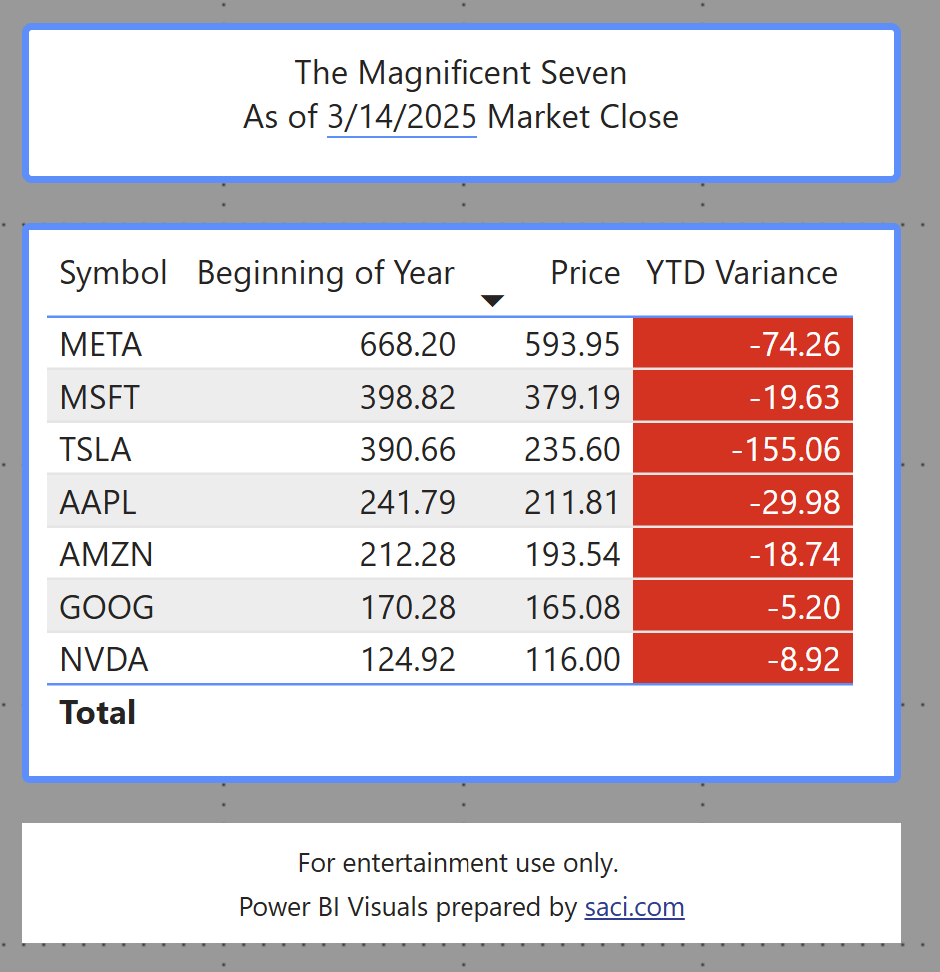 The Magnificent Seven
As of 3/14/2025 Market Close
Symbol Beginning of Year Price YTD Variance
META 668.20 593.95 -74.26
MSFT 398.82 379.19 -19.63
TSLA 390.66 235.60 -155.06
AAPL 241.79 211.81 -29.98
AMZN 212.28 193.54 -18.74
GOOG 170.28 165.08 -5.20
NVDA 124.92 116.00 -8.92
Total
For entertainment use only.
Power BI Visuals prepared by saci.com